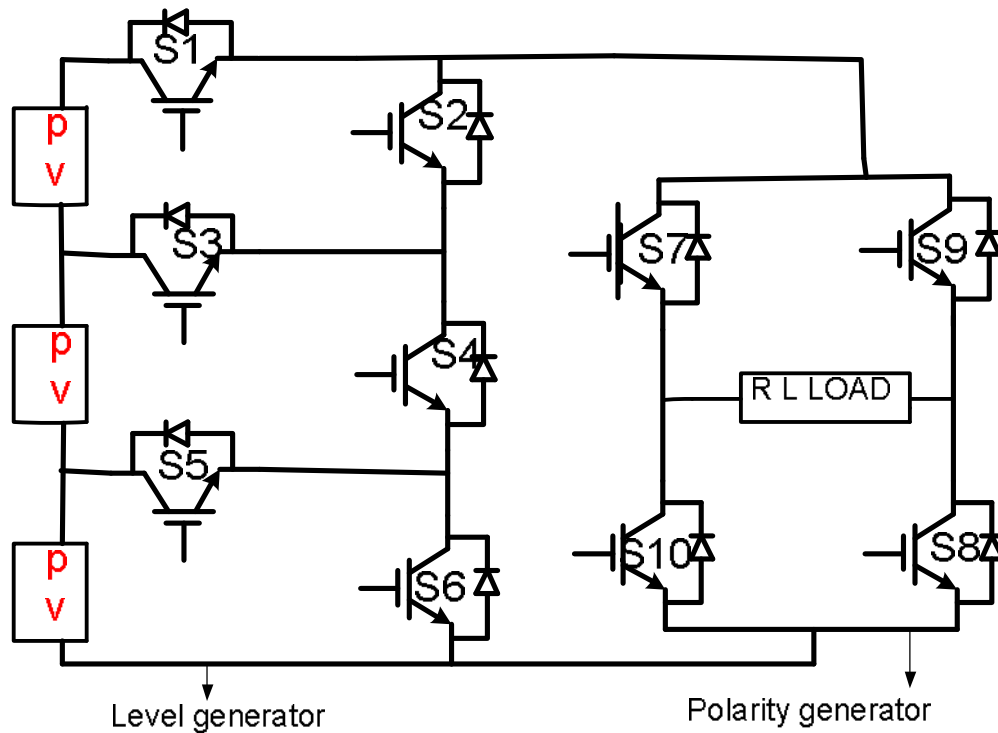 S1
p
v
S2
S3
S7
S9
p
v
S4
R L LOAD
S5
p
v
S6
S10
S8
Level generator
Polarity generator